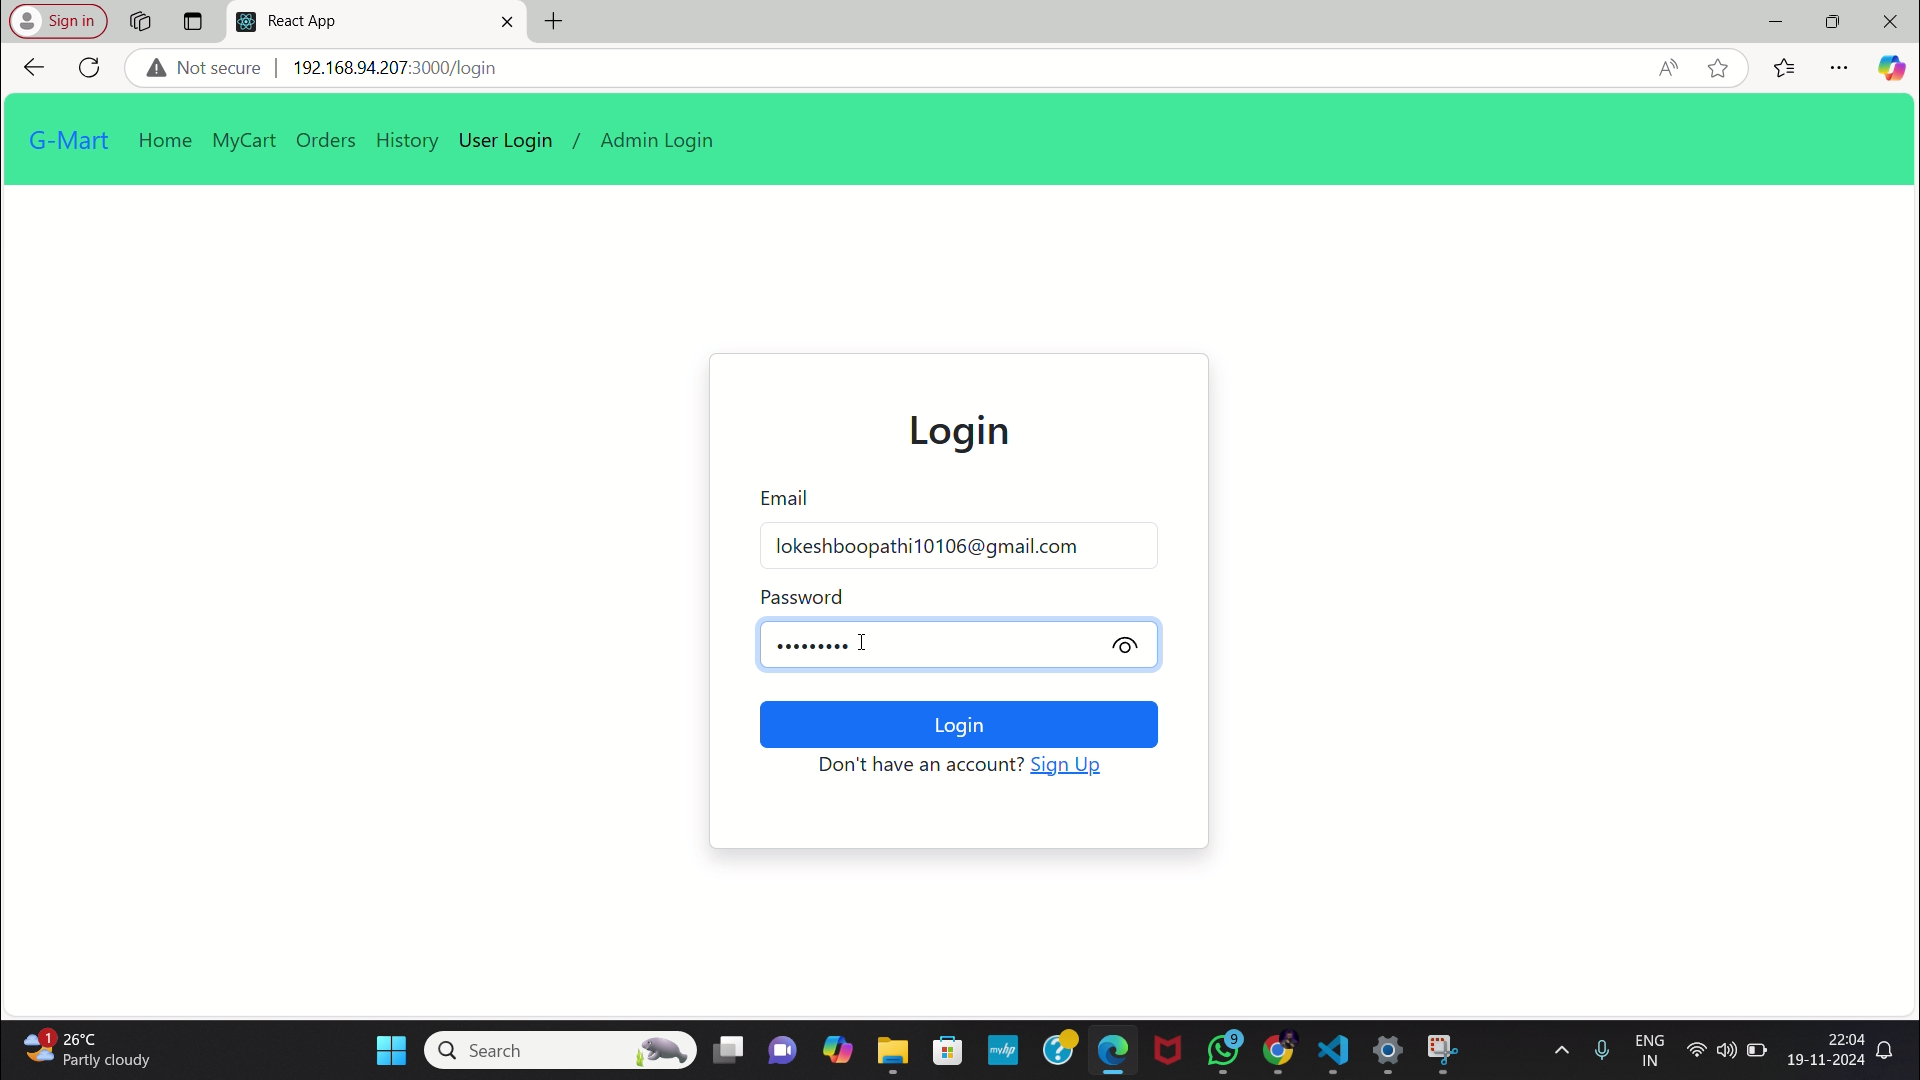 Sign in
React App
Not secure
192.168.94.207:3000/login
G-Mart Home MyCart Orders History User Login / Admin Login
Login
Email
lokeshboopathi10106@gmail.com
Password
•••••••••
Login
Don't have an account? Sign Up
1
26°C
Partly cloudy
Search
myhp
9
ENG
IN
22:04
19-11-2024